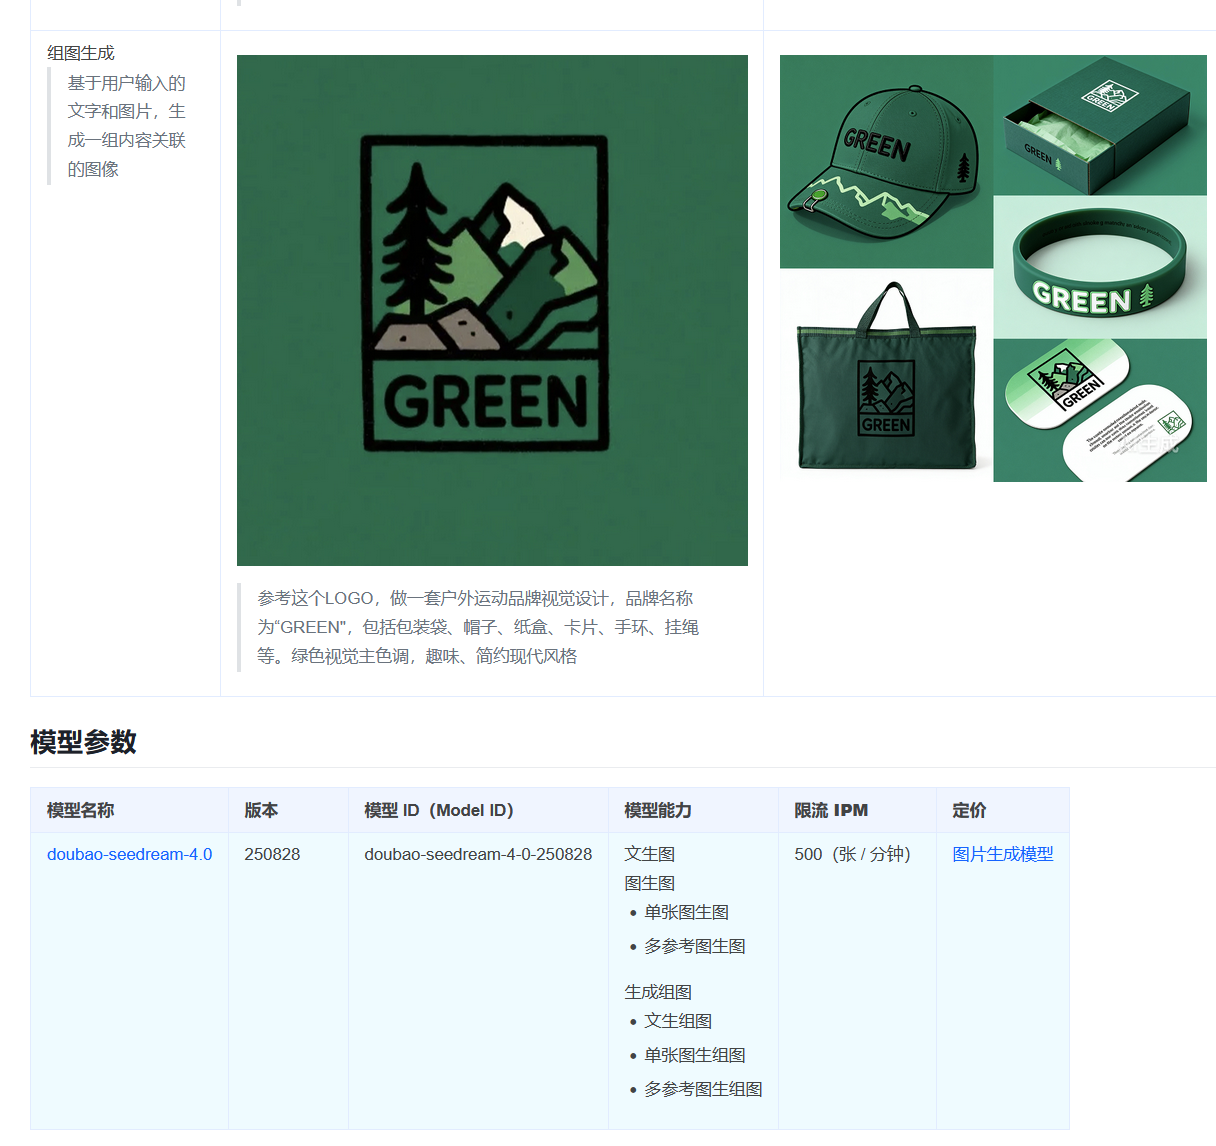 组图生成
基于用户输入的
文字和图片，生
成一组内容关联
的图像
GREEN
参考这个LOGO，做一套户外运动品牌视觉设计，品牌名称
为“GREEN"，包括包装袋、帽子、纸盒、卡片、手环、挂绳
等。绿色视觉主色调，趣味、简约现代风格
GREEN
GREEN
GREEN
GREEN
GREEN
GREEN
模型参数
模型名称 版本 模型 ID（Model ID） 模型能力 限流 IPM 定价
doubao-seedream-4.0 250828 doubao-seedream-4-0-250828 文生图 500（张 / 分钟） 图片生成模型
图生图
• 单张图生图
• 多参考图生图
生成组图
• 文生组图
• 单张图生组图
• 多参考图生组图